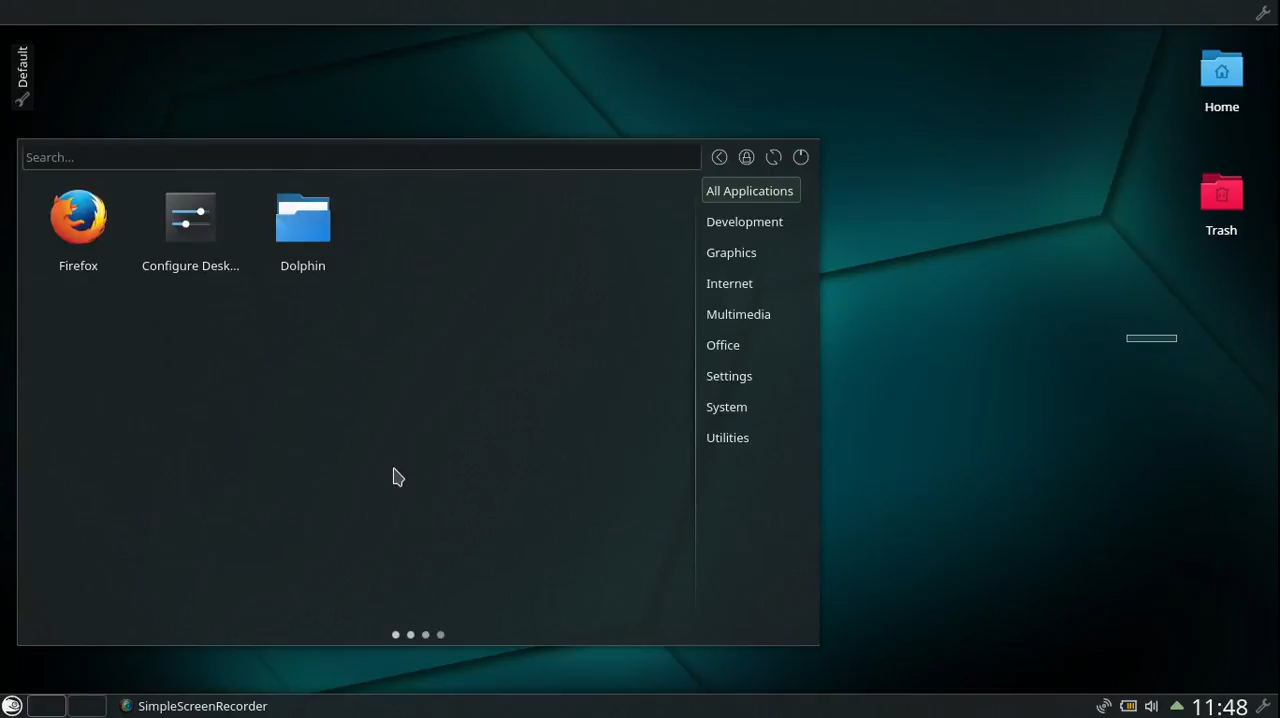 Default
Home
Search...
All Applications
Development
Trash
Graphics
Firefox
Configure Desk...
Dolphin
Internet
Multimedia
Office
Settings
System
Utilities
SimpleScreenRecorder
11:48